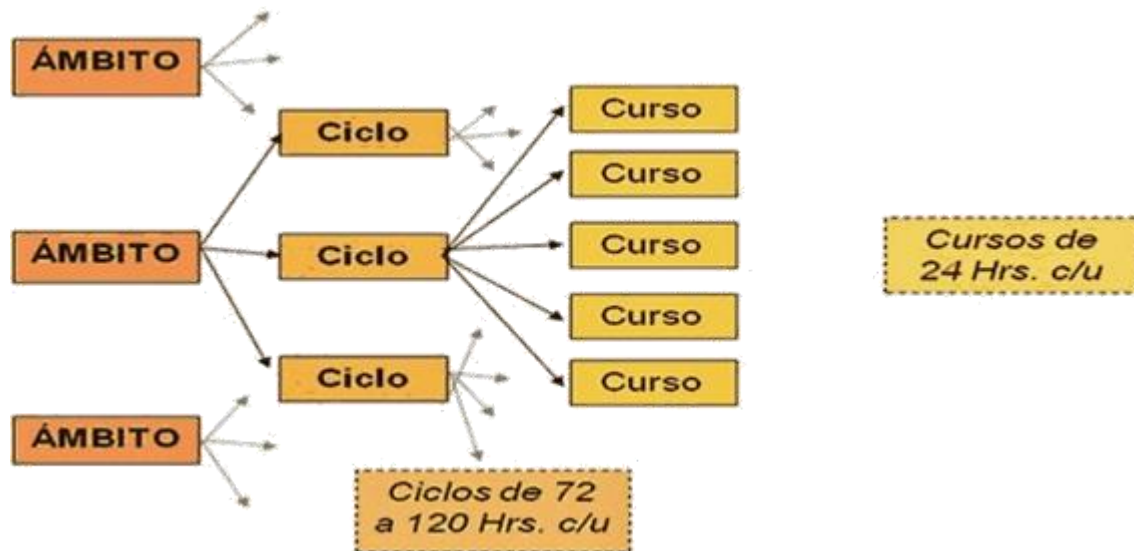 ÁMBITO
ÁMBITO
ÁMBITO
Ciclo
Ciclo
Ciclo
Ciclos de 72
a 120 Hrs. c/u
Curso
Curso
Curso
Curso
Curso
Cursos de
24 Hrs. c/u